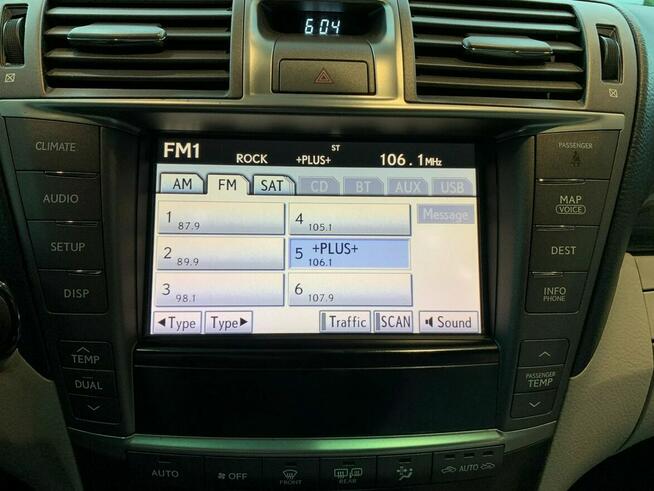 6:04
FM1 ROCK +PLUS+ ST 106.1 MHz
AM FM SAT CD BT AUX USB
1 87.9
4 105.1
Message
2 89.9
5 +PLUS+ 106.1
3 98.1
6 107.9
◄Type Type► Traffic SCAN Sound
CLIMATE
AUDIO
SETUP
DISP
TEMP
DUAL
PASSENGER
MAP
VOICE
DEST
INFO
PHONE
PASSENGER
TEMP
AUTO OFF FRONT REAR AUTO